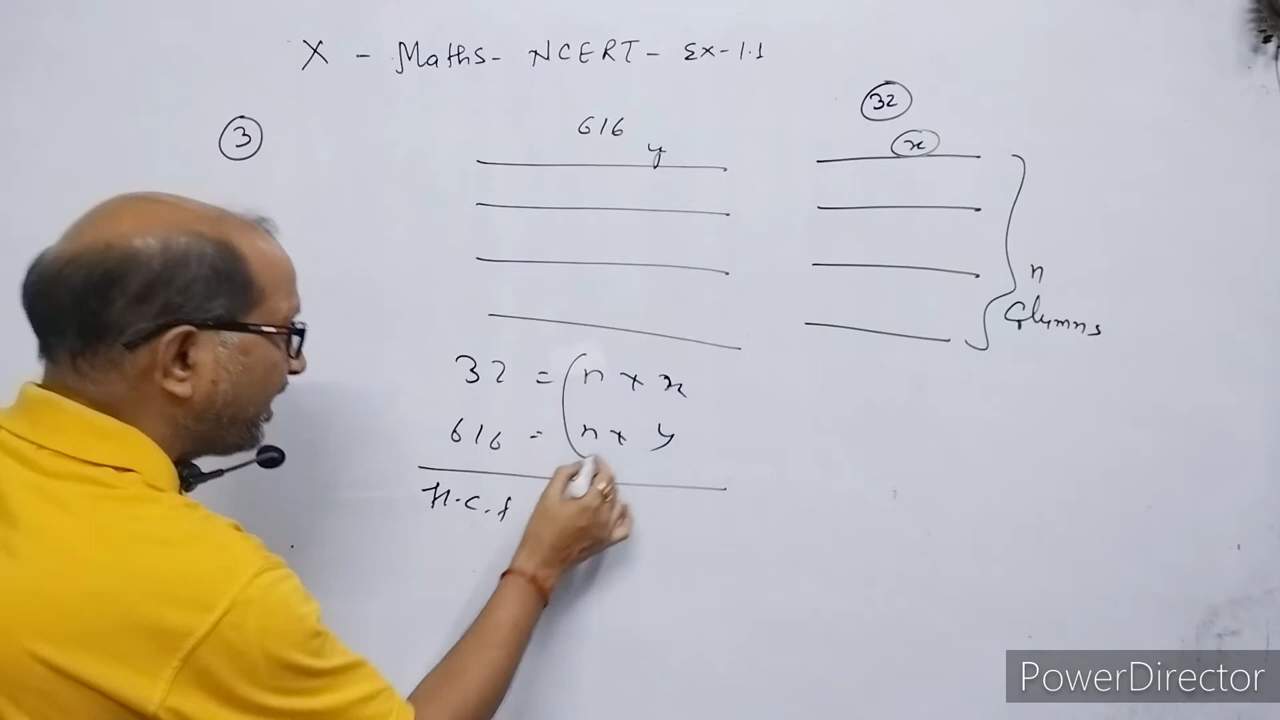 X - Maths - NCERT - Ex-1.1
3
616
y
32
x
n
Columns
32 = n × x
616 = n × y
H.C.f
PowerDirector